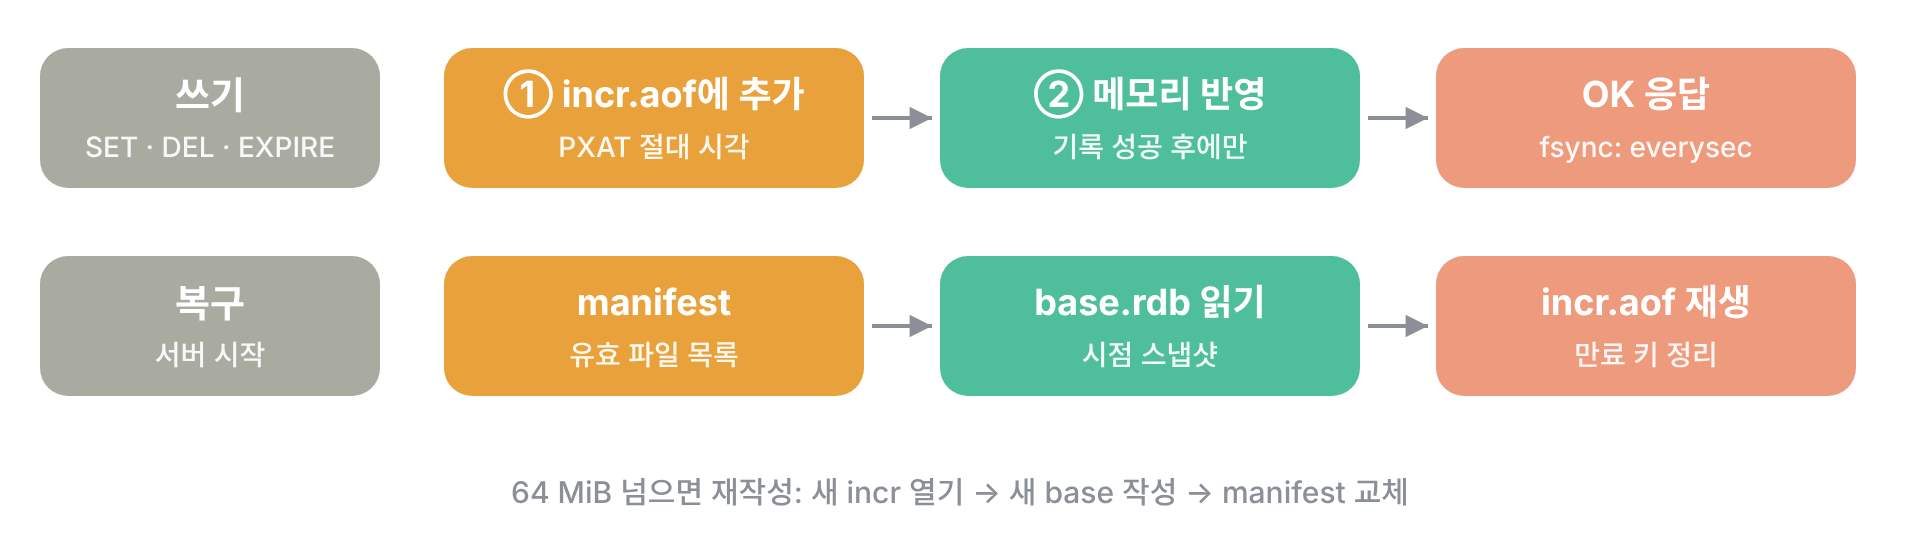 쓰기
SET · DEL · EXPIRE
① incr.aof에 추가
PXAT 절대 시각
② 메모리 반영
기록 성공 후에만
OK 응답
fsync: everysec
복구
서버 시작
manifest
유효 파일 목록
base.rdb 읽기
시점 스냅샷
incr.aof 재생
만료 키 정리
64 MiB 넘으면 재작성: 새 incr 열기 → 새 base 작성 → manifest 교체